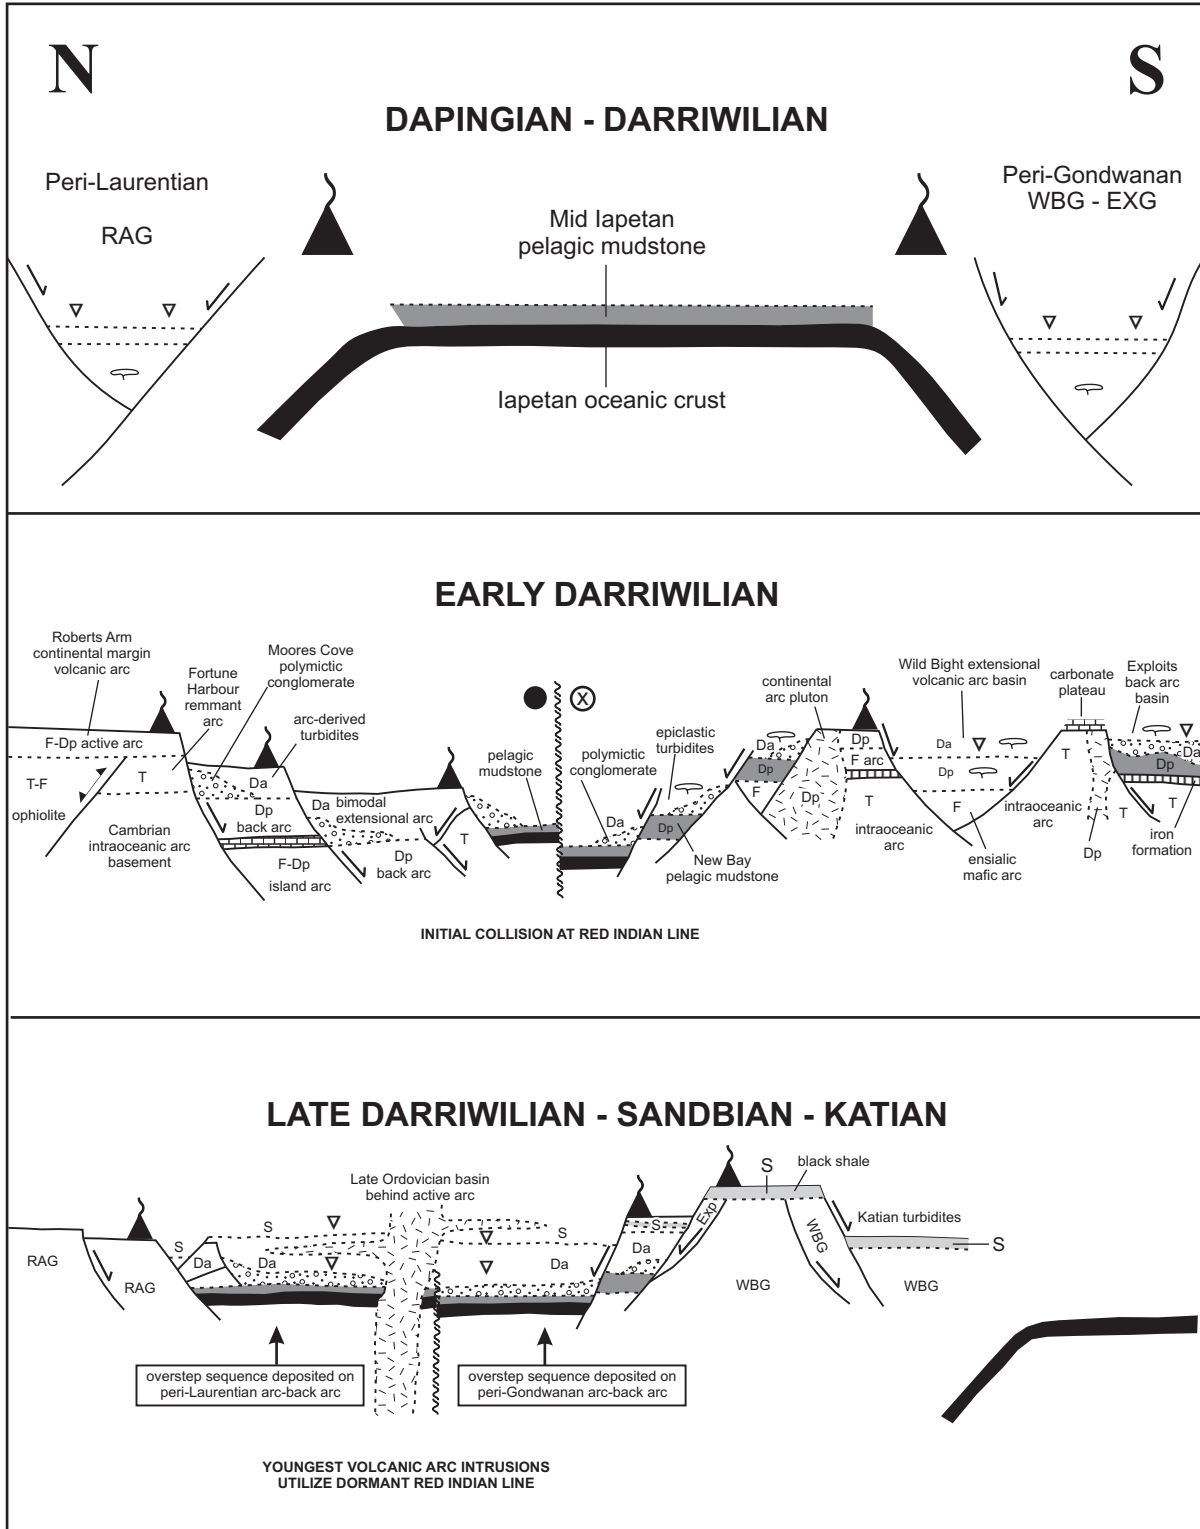 N
S
DAPINGIAN - DARRIWILIAN
Peri-Laurentian
RAG
Mid Iapetan
pelagic mudstone
Peri-Gondwanan
WBG - EXG
Iapetan oceanic crust
EARLY DARRIWILIAN
Roberts Arm
continental margin
volcanic arc
Fortune
Harbour
remnant
arc
Moores Cove
polymictic
conglomerate
arc-derived
turbidites
F-Dp active arc
T-F
ophiolite
T
Cambrian
intraoceanic arc
basement
Da
Dp
back arc
F-Dp
island arc
Da
bimodal
extensional arc
Dp
back arc
T
pelagic
mudstone
X
polymictic
conglomerate
Da
epiclastic
turbidites
Dp
New Bay
pelagic mudstone
Da
Dp
F
continental
arc pluton
Dp
Dp
F arc
T
intraoceanic
arc
Wild Bight extensional
volcanic arc basin
Da
Dp
F
ensialic
mafic arc
carbonate
plateau
T
intraoceanic
arc
Dp
Exploits
back arc
basin
Da
Dp
T
T
iron
formation
INITIAL COLLISION AT RED INDIAN LINE
LATE DARRIWILIAN - SANDBIAN - KATIAN
Late Ordovician basin
behind active arc
S
black shale
Katian turbidites
S
RAG
RAG
S
Da
S
Da
S
Da
S
Da
Exp
WBG
WBG
WBG
overstep sequence deposited on
peri-Laurentian arc-back arc
overstep sequence deposited on
peri-Gondwanan arc-back arc
YOUNGEST VOLCANIC ARC INTRUSIONS
UTILIZE DORMANT RED INDIAN LINE